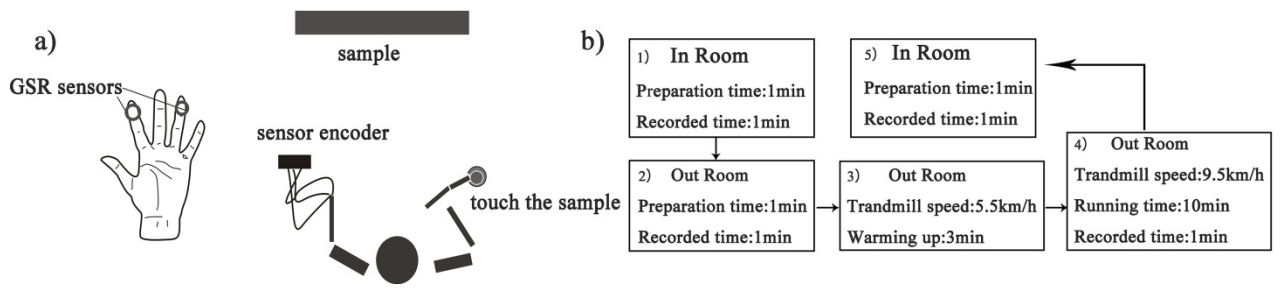 a)
GSR sensors
sample
sensor encoder
touch the sample
b)
1) In Room
Preparation time:1min
Recorded time:1min
2) Out Room
Preparation time:1min
Recorded time:1min
3) Out Room
Trandmill speed:5.5km/h
Warming up:3min
4) Out Room
Trandmill speed:9.5km/h
Running time:10min
Recorded time:1min
5) In Room
Preparation time:1min
Recorded time:1min